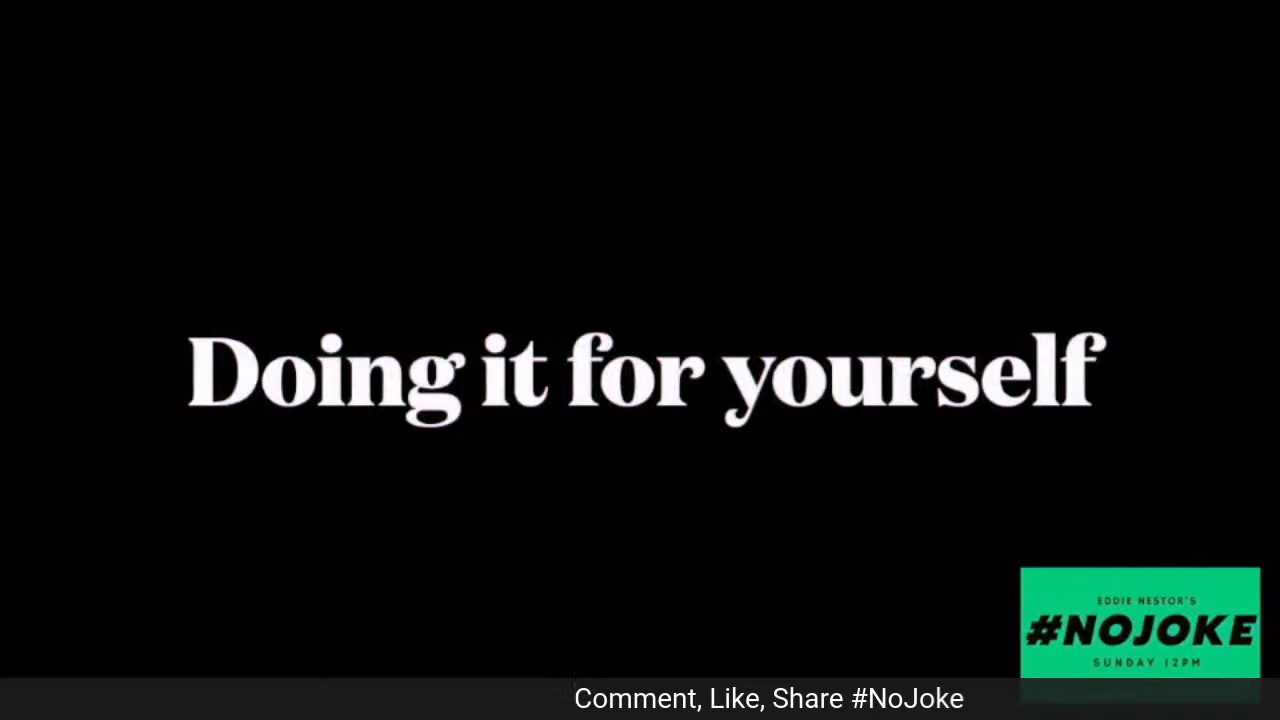 Doing it for yourself
EDDIE NESTOR'S
#NOJOKE
SUNDAY 12PM
Comment, Like, Share #NoJoke